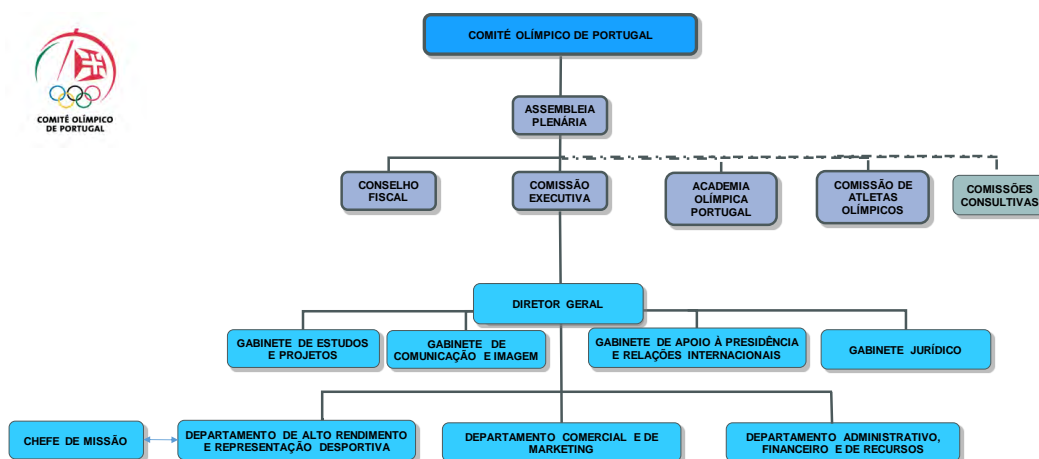 COMITÉ OLÍMPICO DE PORTUGAL
COMITÉ OLÍMPICO
DE PORTUGAL
ASSEMBLEIA
PLENÁRIA
CONSELHO
FISCAL
COMISSÃO
EXECUTIVA
ACADEMIA
OLÍMPICA
PORTUGAL
COMISSÃO DE
ATLETAS
OLÍMPICOS
COMISSÕES
CONSULTIVAS
DIRETOR GERAL
GABINETE DE ESTUDOS
E PROJETOS
GABINETE DE
COMUNICAÇÃO E IMAGEM
GABINETE DE APOIO À PRESIDÊNCIA
E RELAÇÕES INTERNACIONAIS
GABINETE JURÍDICO
CHEFE DE MISSÃO
DEPARTAMENTO DE ALTO RENDIMENTO
E REPRESENTAÇÃO DESPORTIVA
DEPARTAMENTO COMERCIAL E DE
MARKETING
DEPARTAMENTO ADMINISTRATIVO,
FINANCEIRO E DE RECURSOS